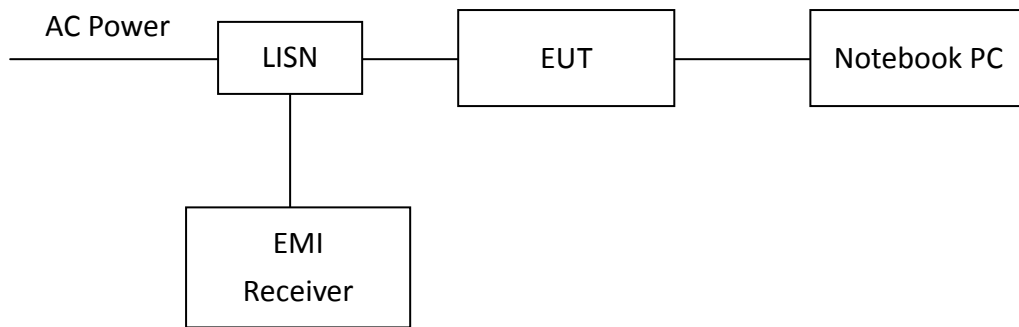 AC Power
LISN
EUT
Notebook PC
EMI
Receiver